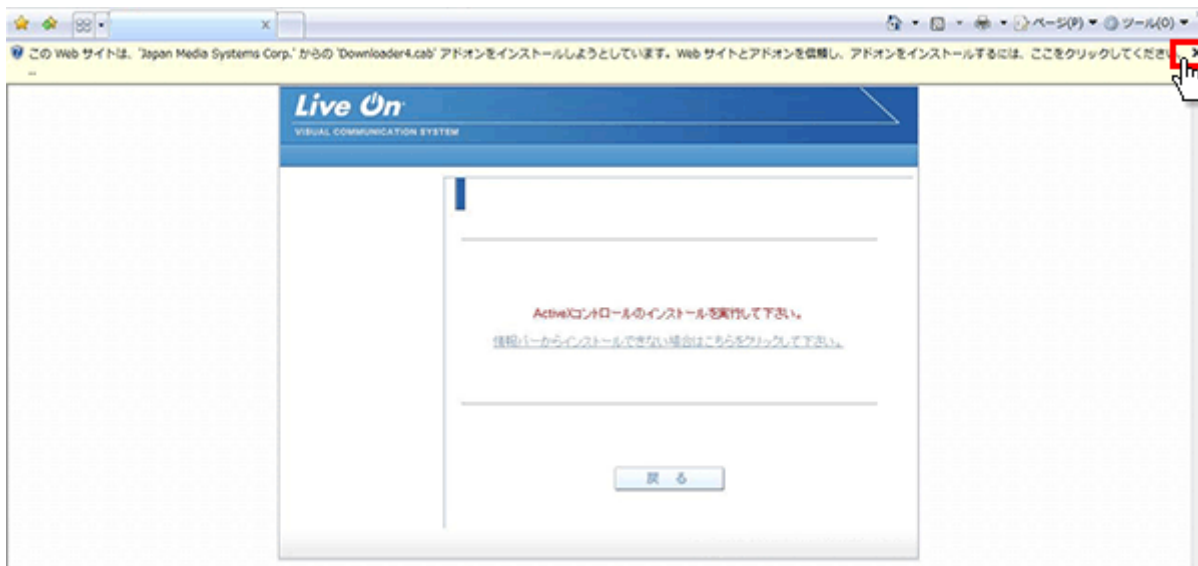 ページ(P) ツール(O)
この Web サイトは、'Japan Media Systems Corp.' からの 'Downloader4.cab' アドオンをインストールしようとしています。Web サイトとアドオンを信頼し、アドオンをインストールするには、ここをクリックしてくださ
...
Live On
VISUAL COMMUNICATION SYSTEM
ActiveXコントロールのインストールを実行して下さい。
情報バーからインストールできない場合はこちらをクリックして下さい。
戻 る